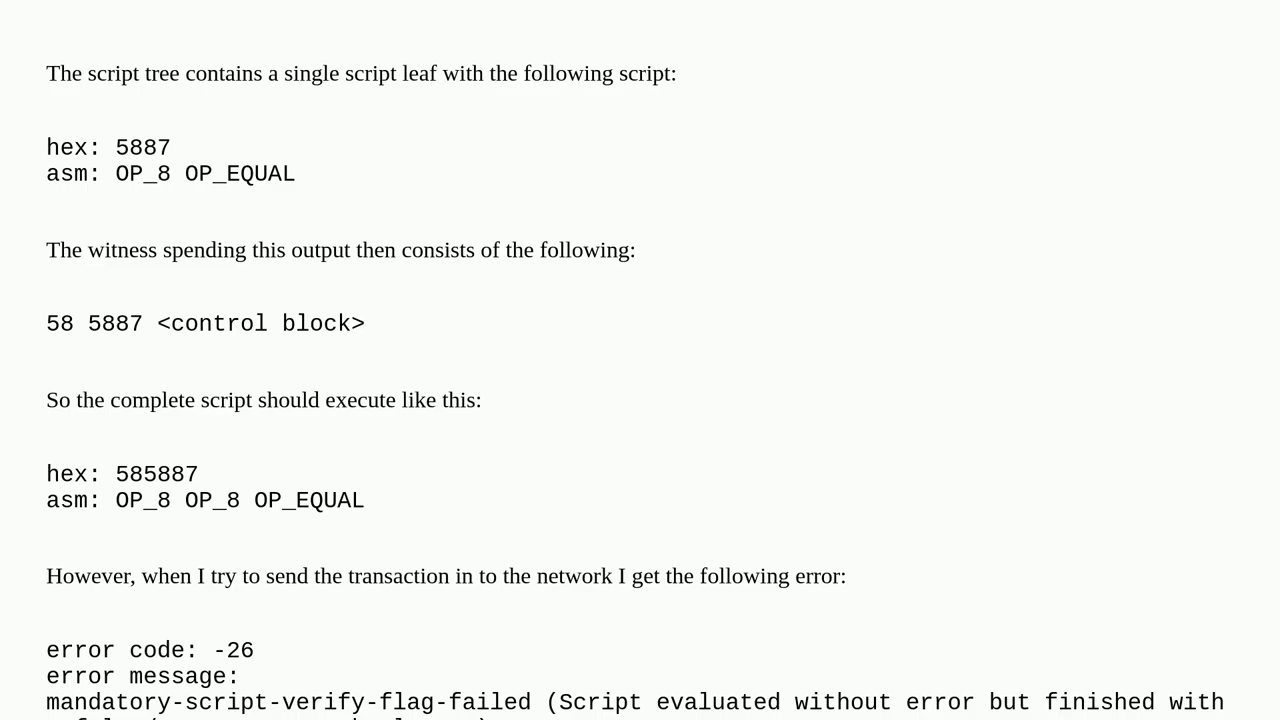 The script tree contains a single script leaf with the following script:
hex: 5887
asm: OP_8 OP_EQUAL
The witness spending this output then consists of the following:
58 5887 <control block>
So the complete script should execute like this:
hex: 585887
asm: OP_8 OP_8 OP_EQUAL
However, when I try to send the transaction in to the network I get the following error:
error code: -26
error message:
mandatory-script-verify-flag-failed (Script evaluated without error but finished with